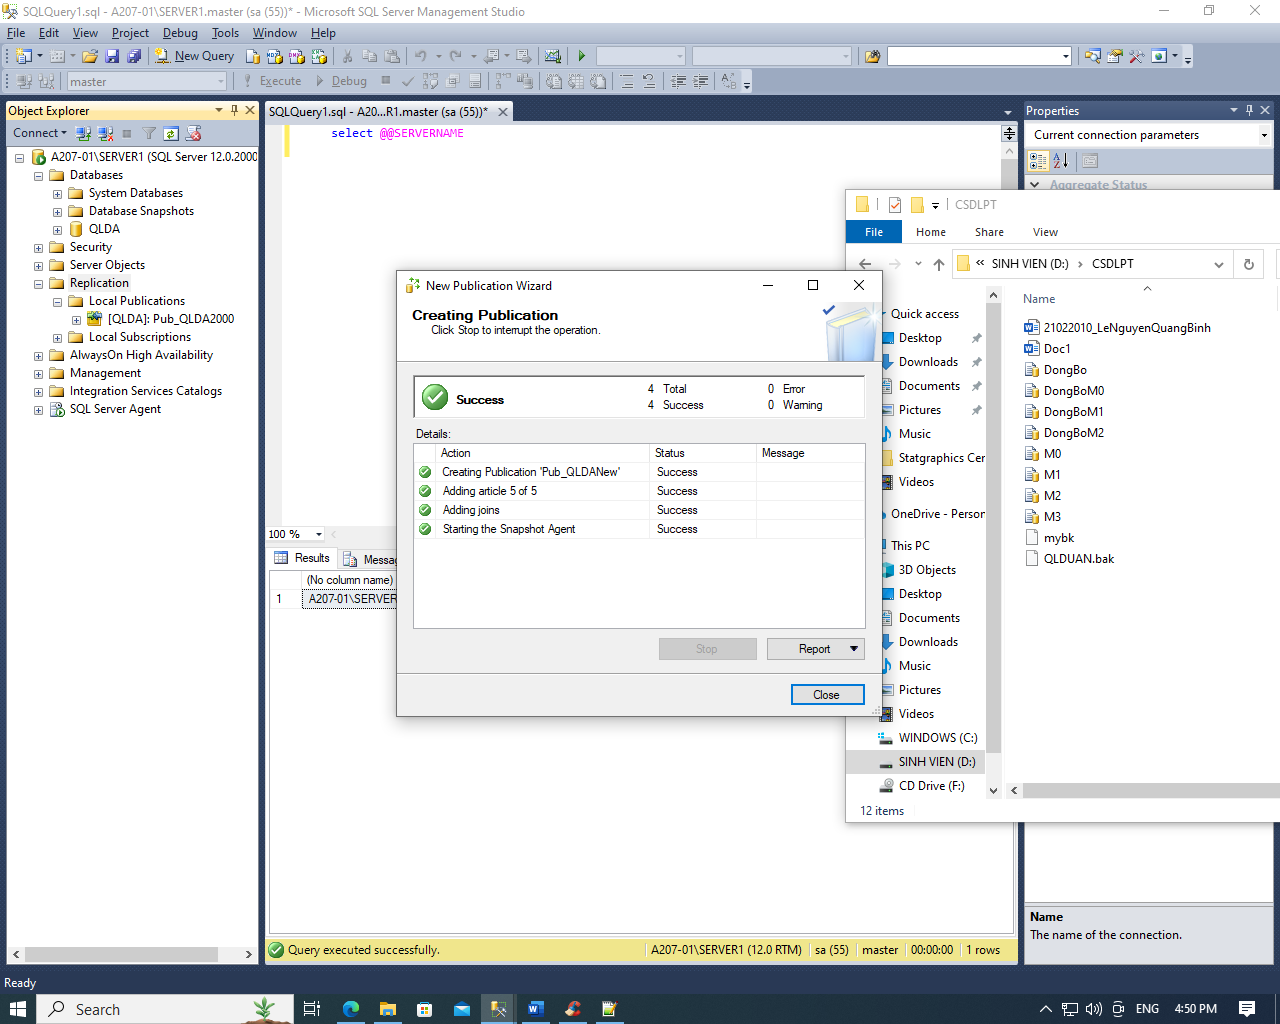 SQLQuery1.sql - A207-01\SERVER1.master (sa (55))* - Microsoft SQL Server Management Studio
File Edit View Project Debug Tools Window Help
New Query
master Execute Debug
Object Explorer
Connect
A207-01\SERVER1 (SQL Server 12.0.2000
Databases
System Databases
Database Snapshots
QLDA
Security
Server Objects
Replication
Local Publications
[QLDA]: Pub_QLDA2000
Local Subscriptions
AlwaysOn High Availability
Management
Integration Services Catalogs
SQL Server Agent
SQLQuery1.sql - A20...R1.master (sa (55))*
select @@SERVERNAME
100 %
Results Messag
(No column name)
1 A207-01\SERVER
Query executed successfully. A207-01\SERVER1 (12.0 RTM) sa (55) master 00:00:00 1 rows
New Publication Wizard
Creating Publication
Click Stop to interrupt the operation.
Success
4 Total 0 Error
4 Success 0 Warning
Details:
Action Status Message
Creating Publication 'Pub_QLDANew' Success
Adding article 5 of 5 Success
Adding joins Success
Starting the Snapshot Agent Success
Stop Report
Close
Properties
Current connection parameters
Aggregate Status
CSDLPT
File Home Share View
« SINH VIEN (D:) › CSDLPT
Quick access
Desktop
Downloads
Documents
Pictures
Music
Statgraphics Cen
Videos
OneDrive - Person
This PC
3D Objects
Desktop
Documents
Downloads
Music
Pictures
Videos
WINDOWS (C:)
SINH VIEN (D:)
CD Drive (F:)
Name
21022010_LeNguyenQuangBinh
Doc1
DongBo
DongBoM0
DongBoM1
DongBoM2
M0
M1
M2
M3
mybk
QLDUAN.bak
12 items
Name
The name of the connection.
Ready
Search
ENG 4:50 PM